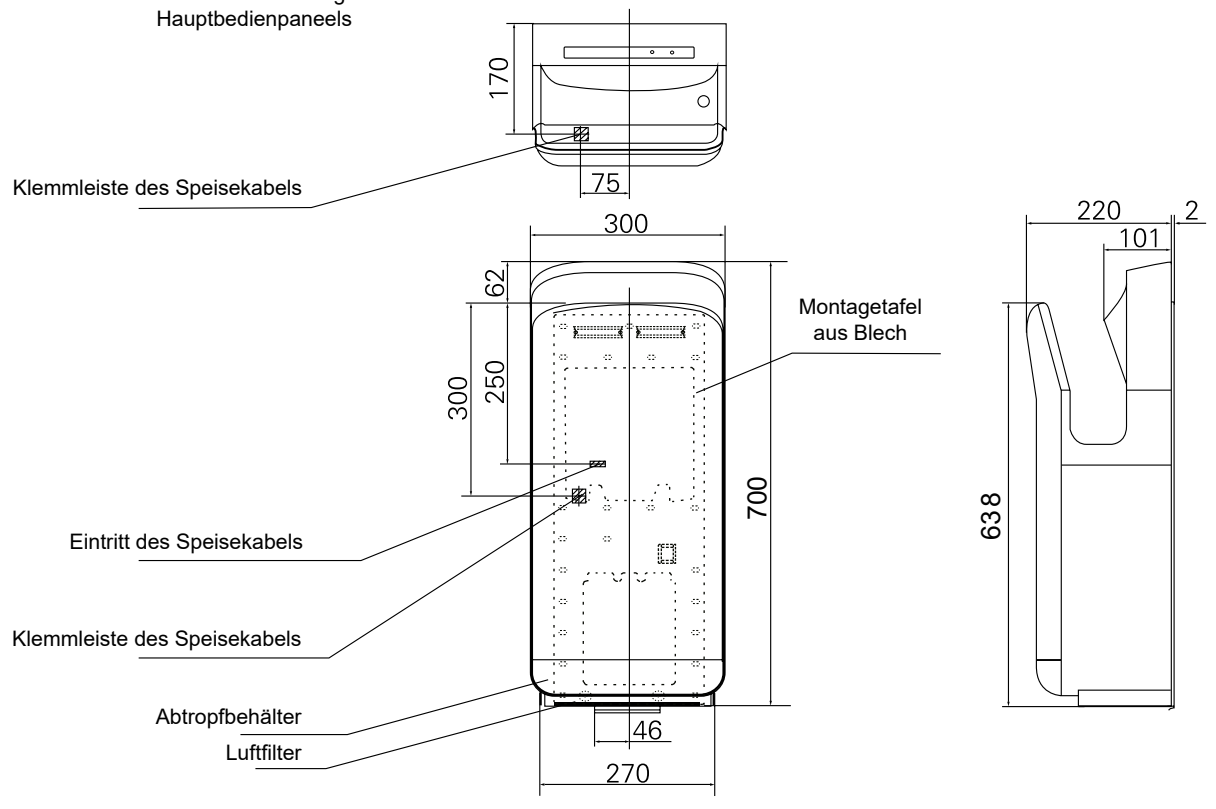 Hauptbedienpaneels
170
Klemmleiste des Speisekabels
75
300
220
2
101
62
Montagetafel
aus Blech
250
300
700
638
Eintritt des Speisekabels
Klemmleiste des Speisekabels
Abtropfbehälter
46
Luftfilter
270